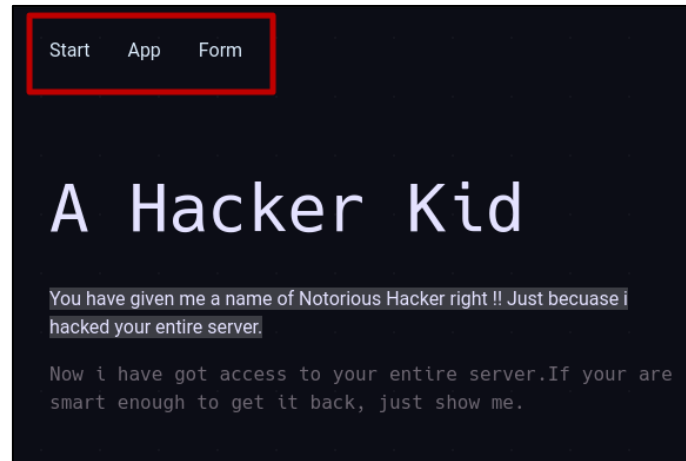 Start App Form
A Hacker Kid
You have given me a name of Notorious Hacker right !! Just becuase i
hacked your entire server.
Now i have got access to your entire server.If your are
smart enough to get it back, just show me.